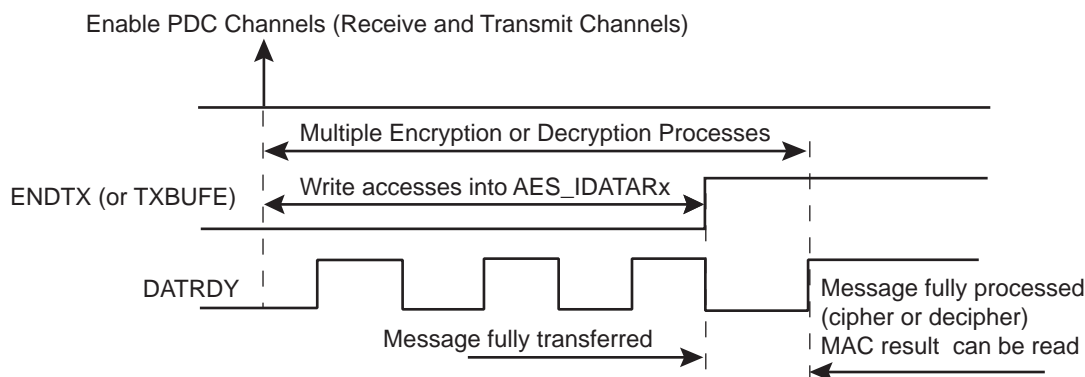 Enable PDC Channels (Receive and Transmit Channels)
Multiple Encryption or Decryption Processes
Write accesses into AES_IDATARx
ENDTX (or TXBUFE)
DATRDY
Message fully transferred
Message fully processed
(cipher or decipher)
MAC result can be read